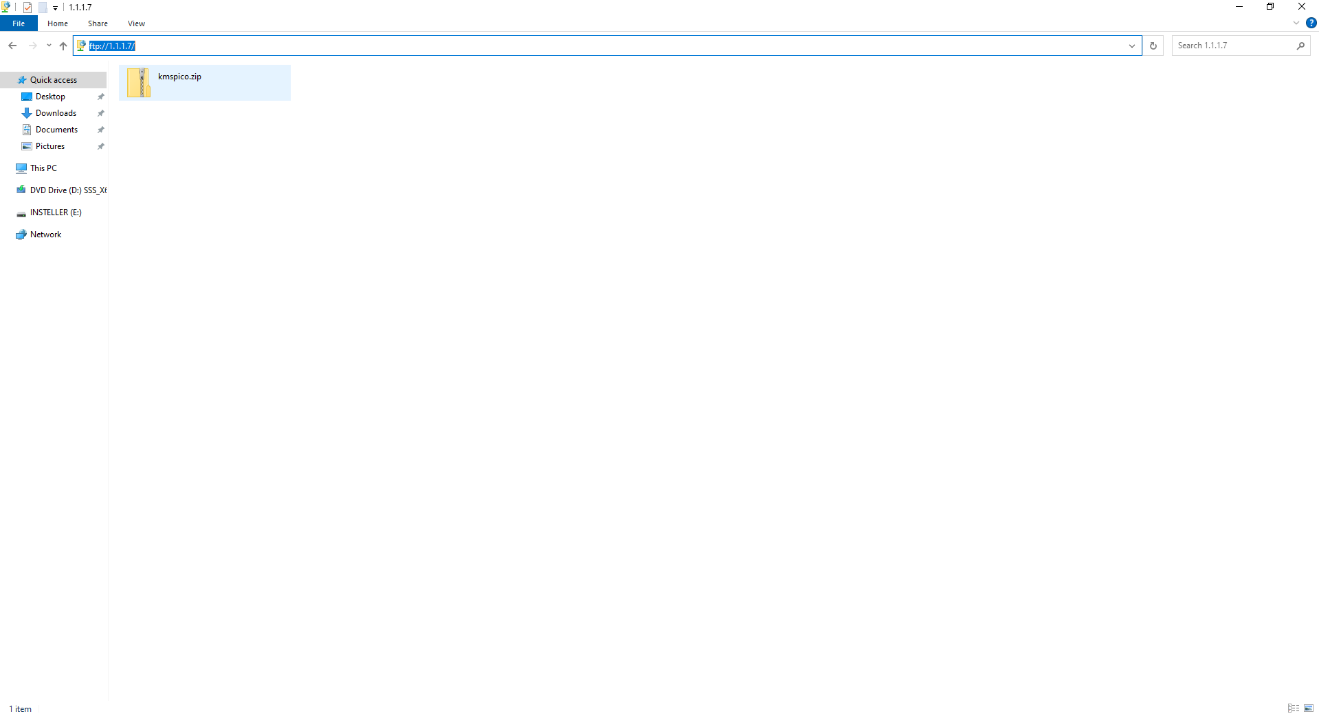 1.1.1.7
File Home Share View
ftp://1.1.1.7/
Search 1.1.1.7
Quick access
kmspico.zip
Desktop
Downloads
Documents
Pictures
This PC
DVD Drive (D:) SSS_X6
INSTELLER (E:)
Network
1 item